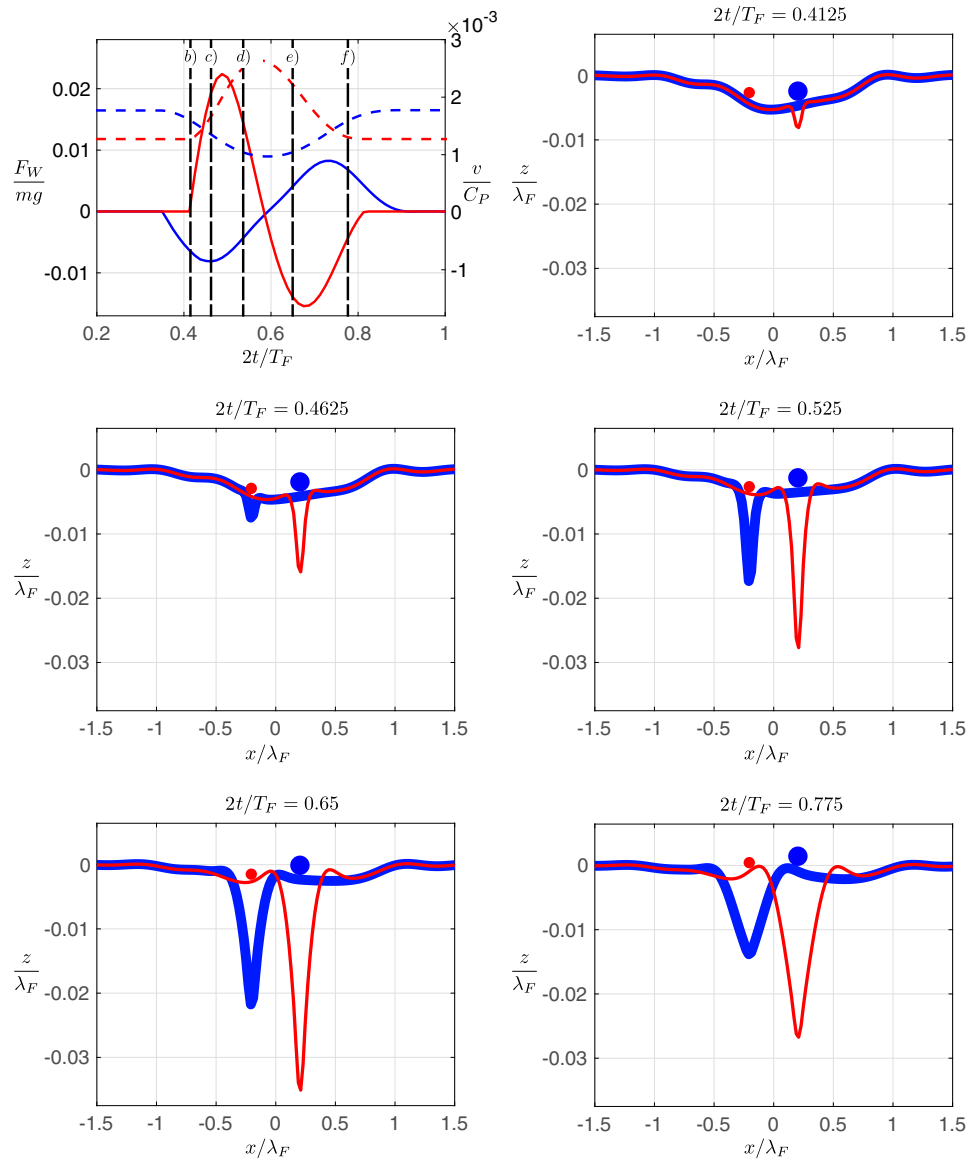 ×10^{-3}
2t/T_F = 0.4125
b) c) d) e) f)
3
2
1
0
-1
0.02
0.01
0
-0.01
F_W/mg
v/C_P
0.2 0.4 0.6 0.8 1
2t/T_F
0
-0.01
-0.02
-0.03
z/λ_F
-1.5 -1 -0.5 0 0.5 1 1.5
x/λ_F
2t/T_F = 0.4625
0
-0.01
-0.02
-0.03
z/λ_F
-1.5 -1 -0.5 0 0.5 1 1.5
x/λ_F
2t/T_F = 0.525
0
-0.01
-0.02
-0.03
z/λ_F
-1.5 -1 -0.5 0 0.5 1 1.5
x/λ_F
2t/T_F = 0.65
0
-0.01
-0.02
-0.03
z/λ_F
-1.5 -1 -0.5 0 0.5 1 1.5
x/λ_F
2t/T_F = 0.775
0
-0.01
-0.02
-0.03
z/λ_F
-1.5 -1 -0.5 0 0.5 1 1.5
x/λ_F